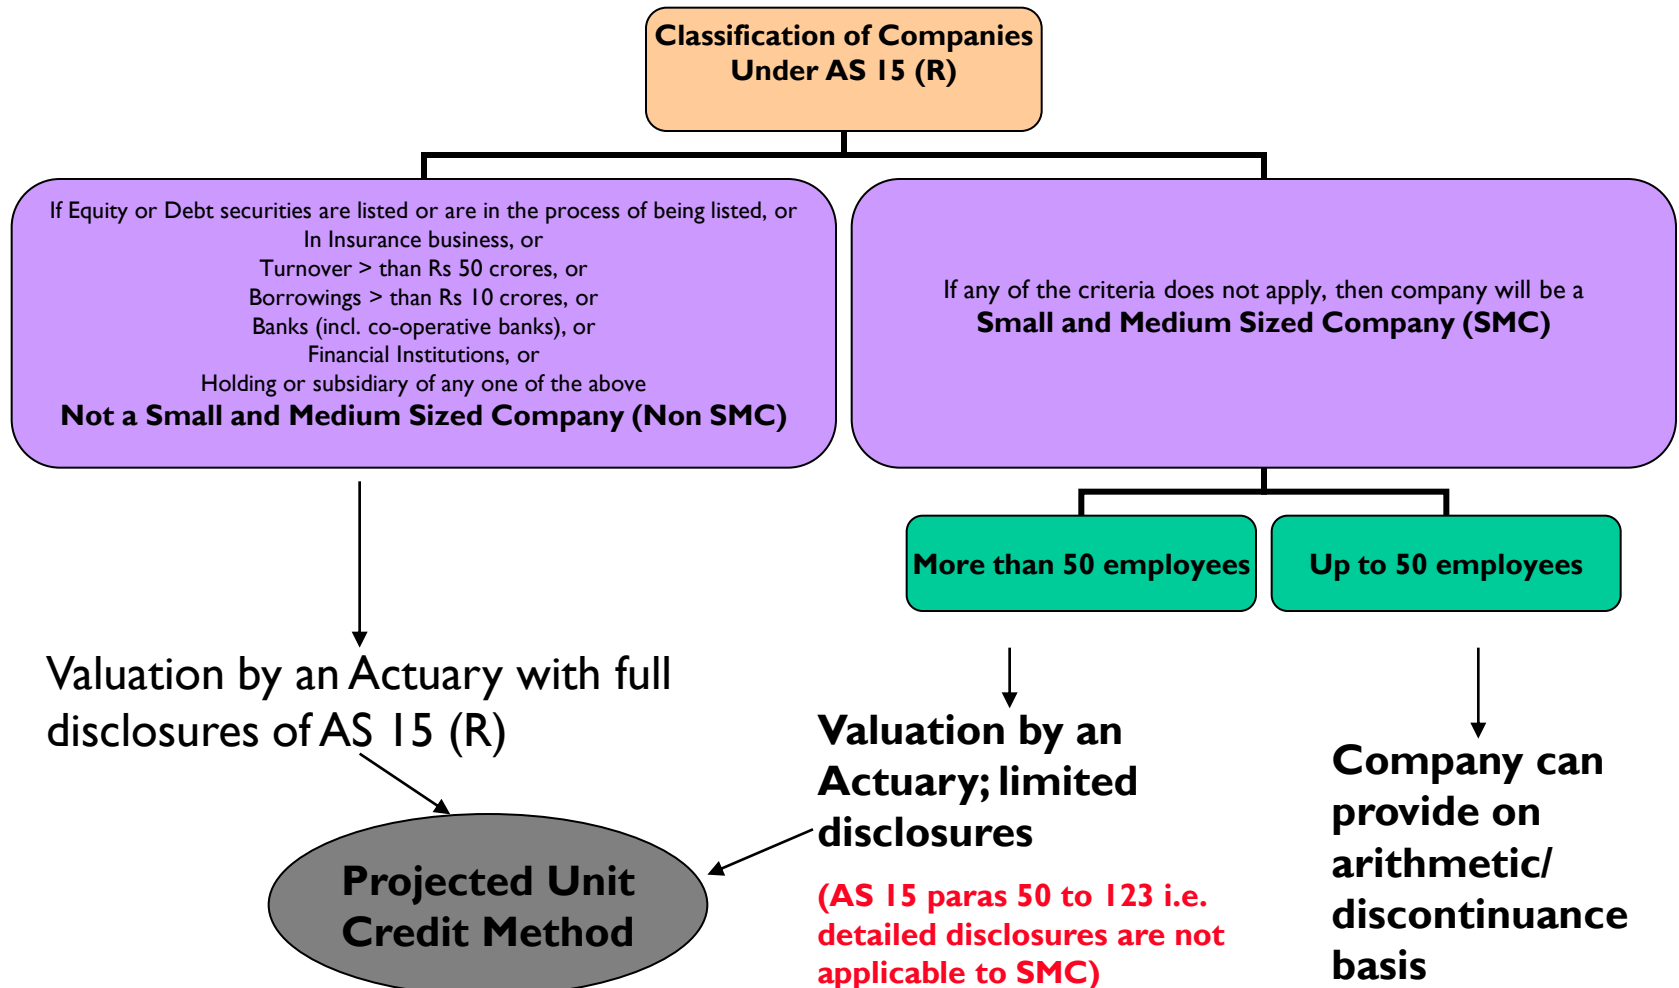 Classification of Companies
Under AS 15 (R)
If Equity or Debt securities are listed or are in the process of being listed, or
In Insurance business, or
Turnover > than Rs 50 crores, or
Borrowings > than Rs 10 crores, or
Banks (incl. co-operative banks), or
Financial Institutions, or
Holding or subsidiary of any one of the above
Not a Small and Medium Sized Company (Non SMC)
If any of the criteria does not apply, then company will be a
Small and Medium Sized Company (SMC)
More than 50 employees
Up to 50 employees
Valuation by an Actuary with full
disclosures of AS 15 (R)
Projected Unit
Credit Method
Valuation by an
Actuary; limited
disclosures
(AS 15 paras 50 to 123 i.e.
detailed disclosures are not
applicable to SMC)
Company can
provide on
arithmetic/
discontinuance
basis